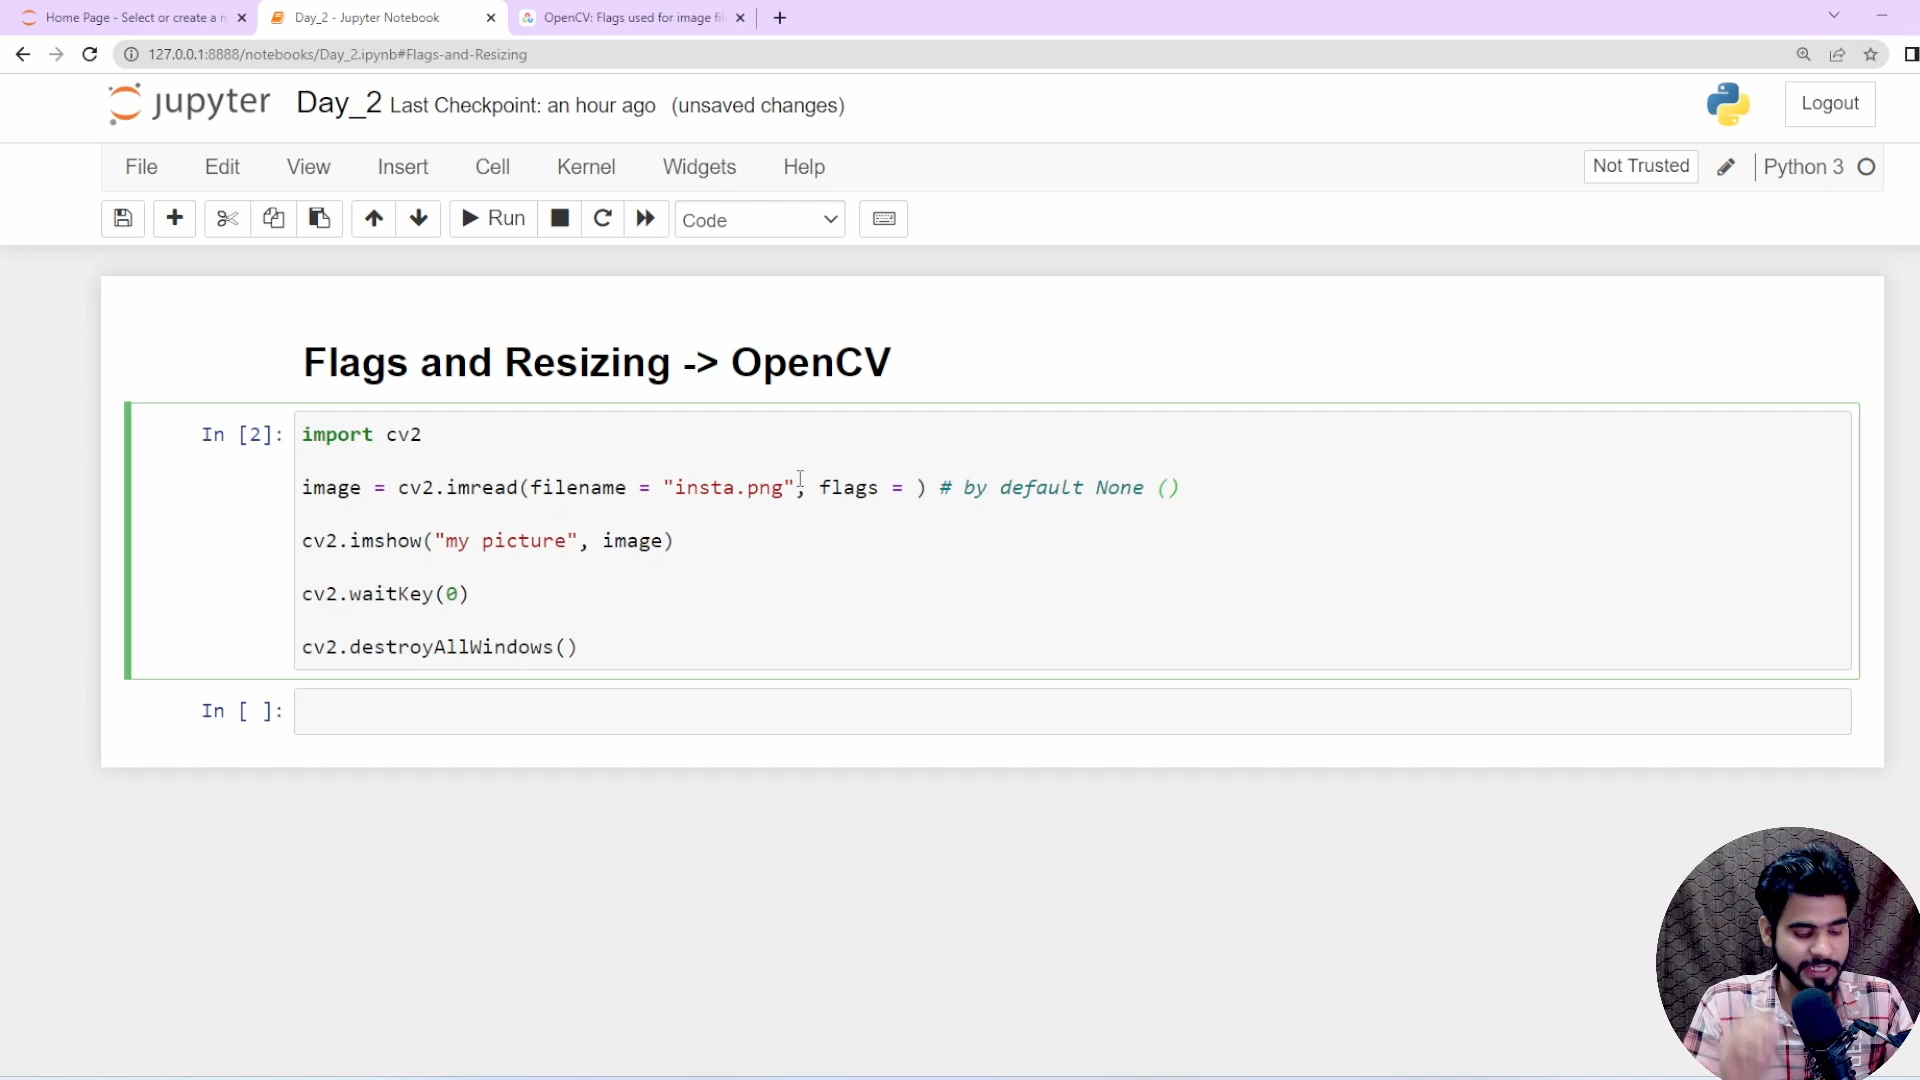 Home Page - Select or create a n
Day_2 - Jupyter Notebook
OpenCV: Flags used for image fil
127.0.0.1:8888/notebooks/Day_2.ipynb#Flags-and-Resizing
jupyter Day_2 Last Checkpoint: an hour ago (unsaved changes)
Logout
File Edit View Insert Cell Kernel Widgets Help
Not Trusted Python 3
Run Code
Flags and Resizing -> OpenCV
In [2]: import cv2
image = cv2.imread(filename = "insta.png", flags = ) # by default None ()
cv2.imshow("my picture", image)
cv2.waitKey(0)
cv2.destroyAllWindows()
In [ ]: